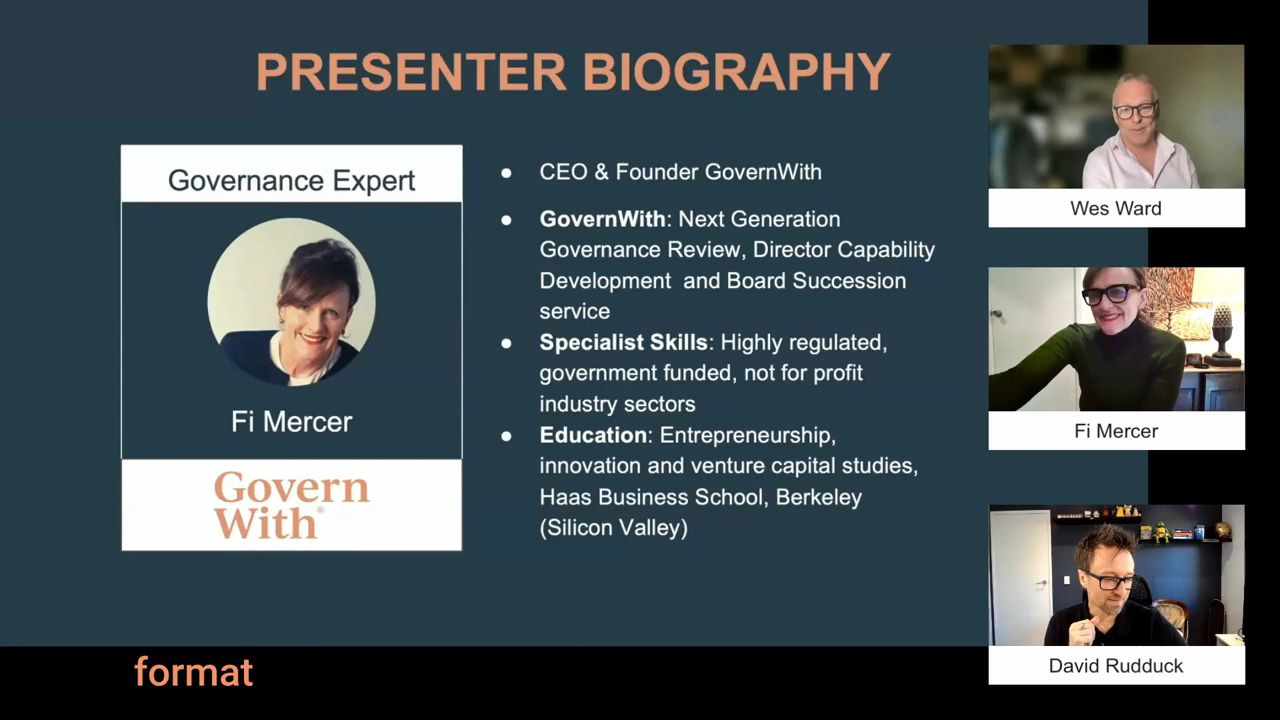 PRESENTER BIOGRAPHY
Governance Expert
Fi Mercer
Govern
With®
● CEO & Founder GovernWith
● GovernWith: Next Generation
Governance Review, Director Capability
Development and Board Succession
service
● Specialist Skills: Highly regulated,
government funded, not for profit
industry sectors
● Education: Entrepreneurship,
innovation and venture capital studies,
Haas Business School, Berkeley
(Silicon Valley)
Wes Ward
Fi Mercer
David Rudduck
format